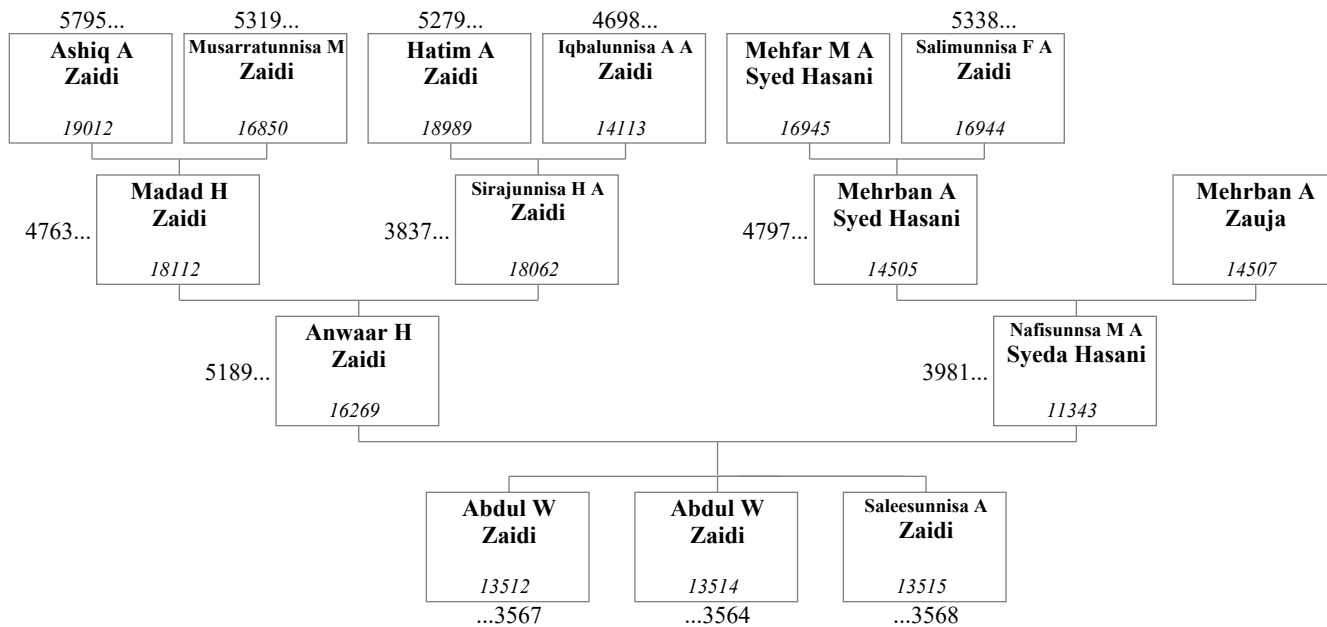 5795...
5319...
5279...
4698...
5338...
Ashiq A
Zaidi
19012
Musarratunnisa M
Zaidi
16850
Hatim A
Zaidi
18989
Iqbalunnisa A A
Zaidi
14113
Mehfar M A
Syed Hasani
16945
Salimunnisa F A
Zaidi
16944
4763...
Madad H
Zaidi
18112
3837...
Sirajunnisa H A
Zaidi
18062
4797...
Mehrban A
Syed Hasani
14505
Mehrban A
Zauja
14507
5189...
Anwaar H
Zaidi
16269
3981...
Nafisunnsa M A
Syeda Hasani
11343
Abdul W
Zaidi
13512
...3567
Abdul W
Zaidi
13514
...3564
Saleesunnisa A
Zaidi
13515
...3568